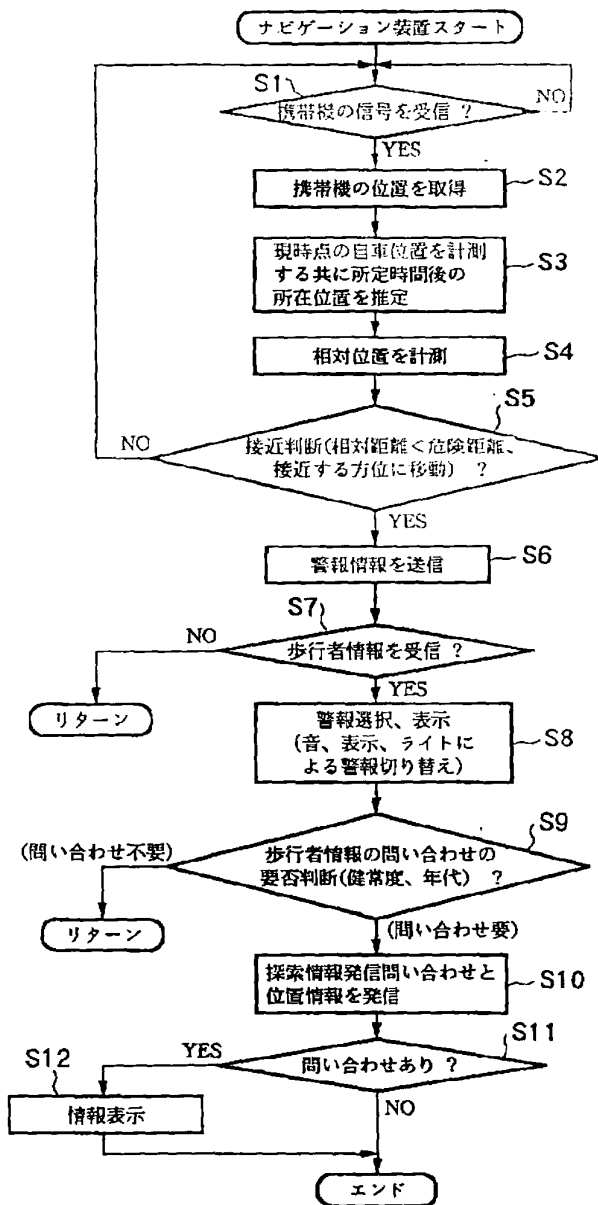 ナビゲーション装置スタート
S1
携帯機の信号を受信 ?
NO
YES
携帯機の位置を取得
S2
現時点の自車位置を計測
する共に所定時間後の
所在位置を推定
S3
相対位置を計測
S4
S5
NO
接近判断(相対距離<危険距離、
接近する方位に移動) ?
YES
警報情報を送信
S6
S7
NO
歩行者情報を受信 ?
YES
リターン
警報選択、表示
(音、表示、ライトに
よる警報切り替え)
S8
S9
(問い合わせ不要)
歩行者情報の問い合わせの
要否判断(健常度、年代) ?
リターン
(問い合わせ要)
探索情報発信問い合わせと
位置情報を発信
S10
S11
YES
問い合わせあり ?
S12
NO
情報表示
エンド